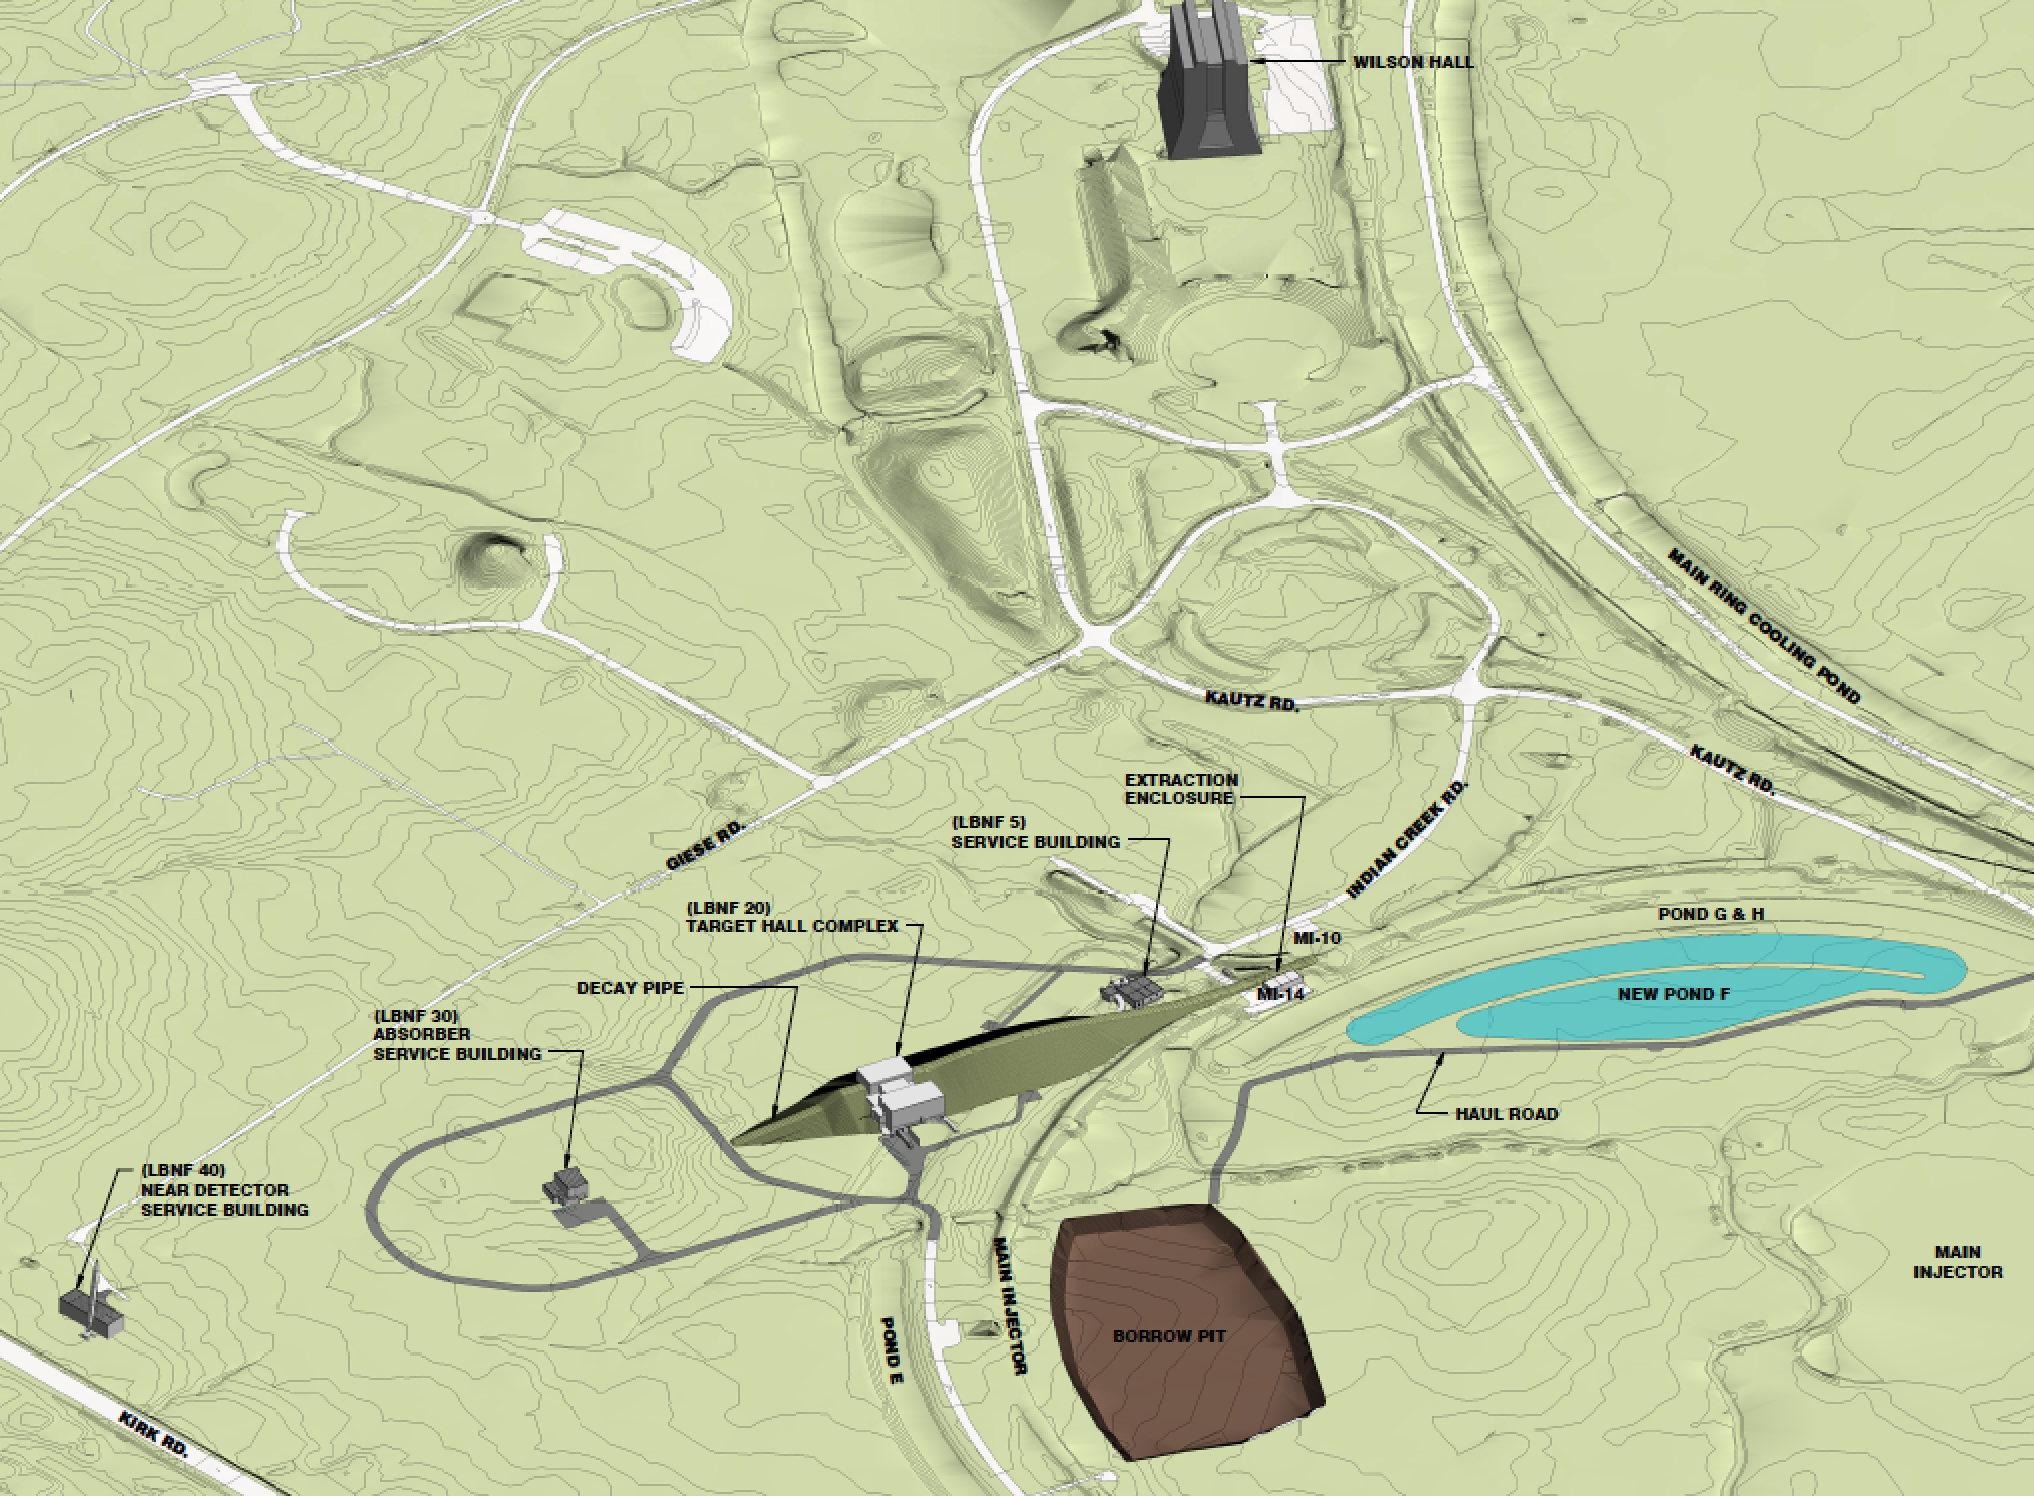 WILSON HALL
MAIN RING COOLING POND
KAUTZ RD.
KAUTZ RD.
EXTRACTION
ENCLOSURE
INDIAN CREEK RD.
(LBNF 5)
SERVICE BUILDING
GIESE RD.
(LBNF 20)
TARGET HALL COMPLEX
POND G & H
MI-10
DECAY PIPE
MI-14
NEW POND F
(LBNF 30)
ABSORBER
SERVICE BUILDING
HAUL ROAD
(LBNF 40)
NEAR DETECTOR
SERVICE BUILDING
MAIN
INJECTOR
MAIN INJECTOR
POND E
BORROW PIT
KIRK RD.